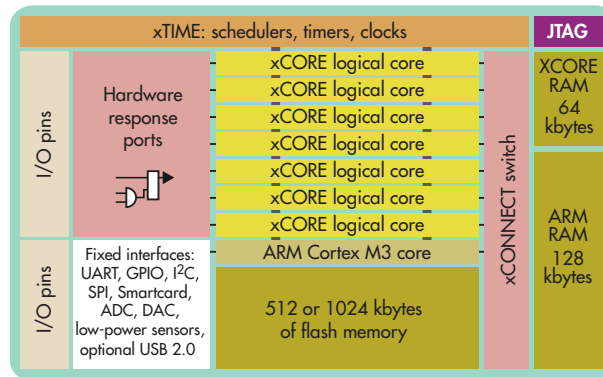 xTIME: schedulers, timers, clocks
JTAG
I/O pins
Hardware
response
ports
xCORE logical core
xCORE logical core
xCORE logical core
xCORE logical core
xCORE logical core
xCORE logical core
xCORE logical core
ARM Cortex M3 core
xCONNECT switch
XCORE
RAM
64
kbytes
I/O pins
Fixed interfaces:
UART, GPIO, I²C,
SPI, Smartcard,
ADC, DAC,
low-power sensors,
optional USB 2.0
512 or 1024 kbytes
of flash memory
ARM
RAM
128
kbytes